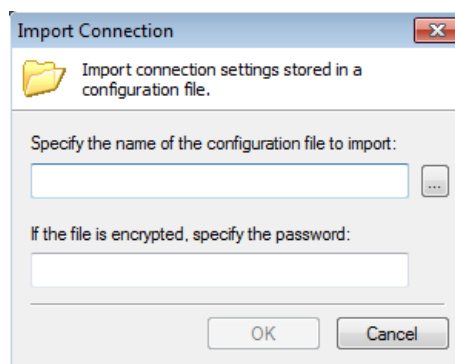 Import Connection
Import connection settings stored in a
configuration file.
Specify the name of the configuration file to import:
...
If the file is encrypted, specify the password:
OK
Cancel